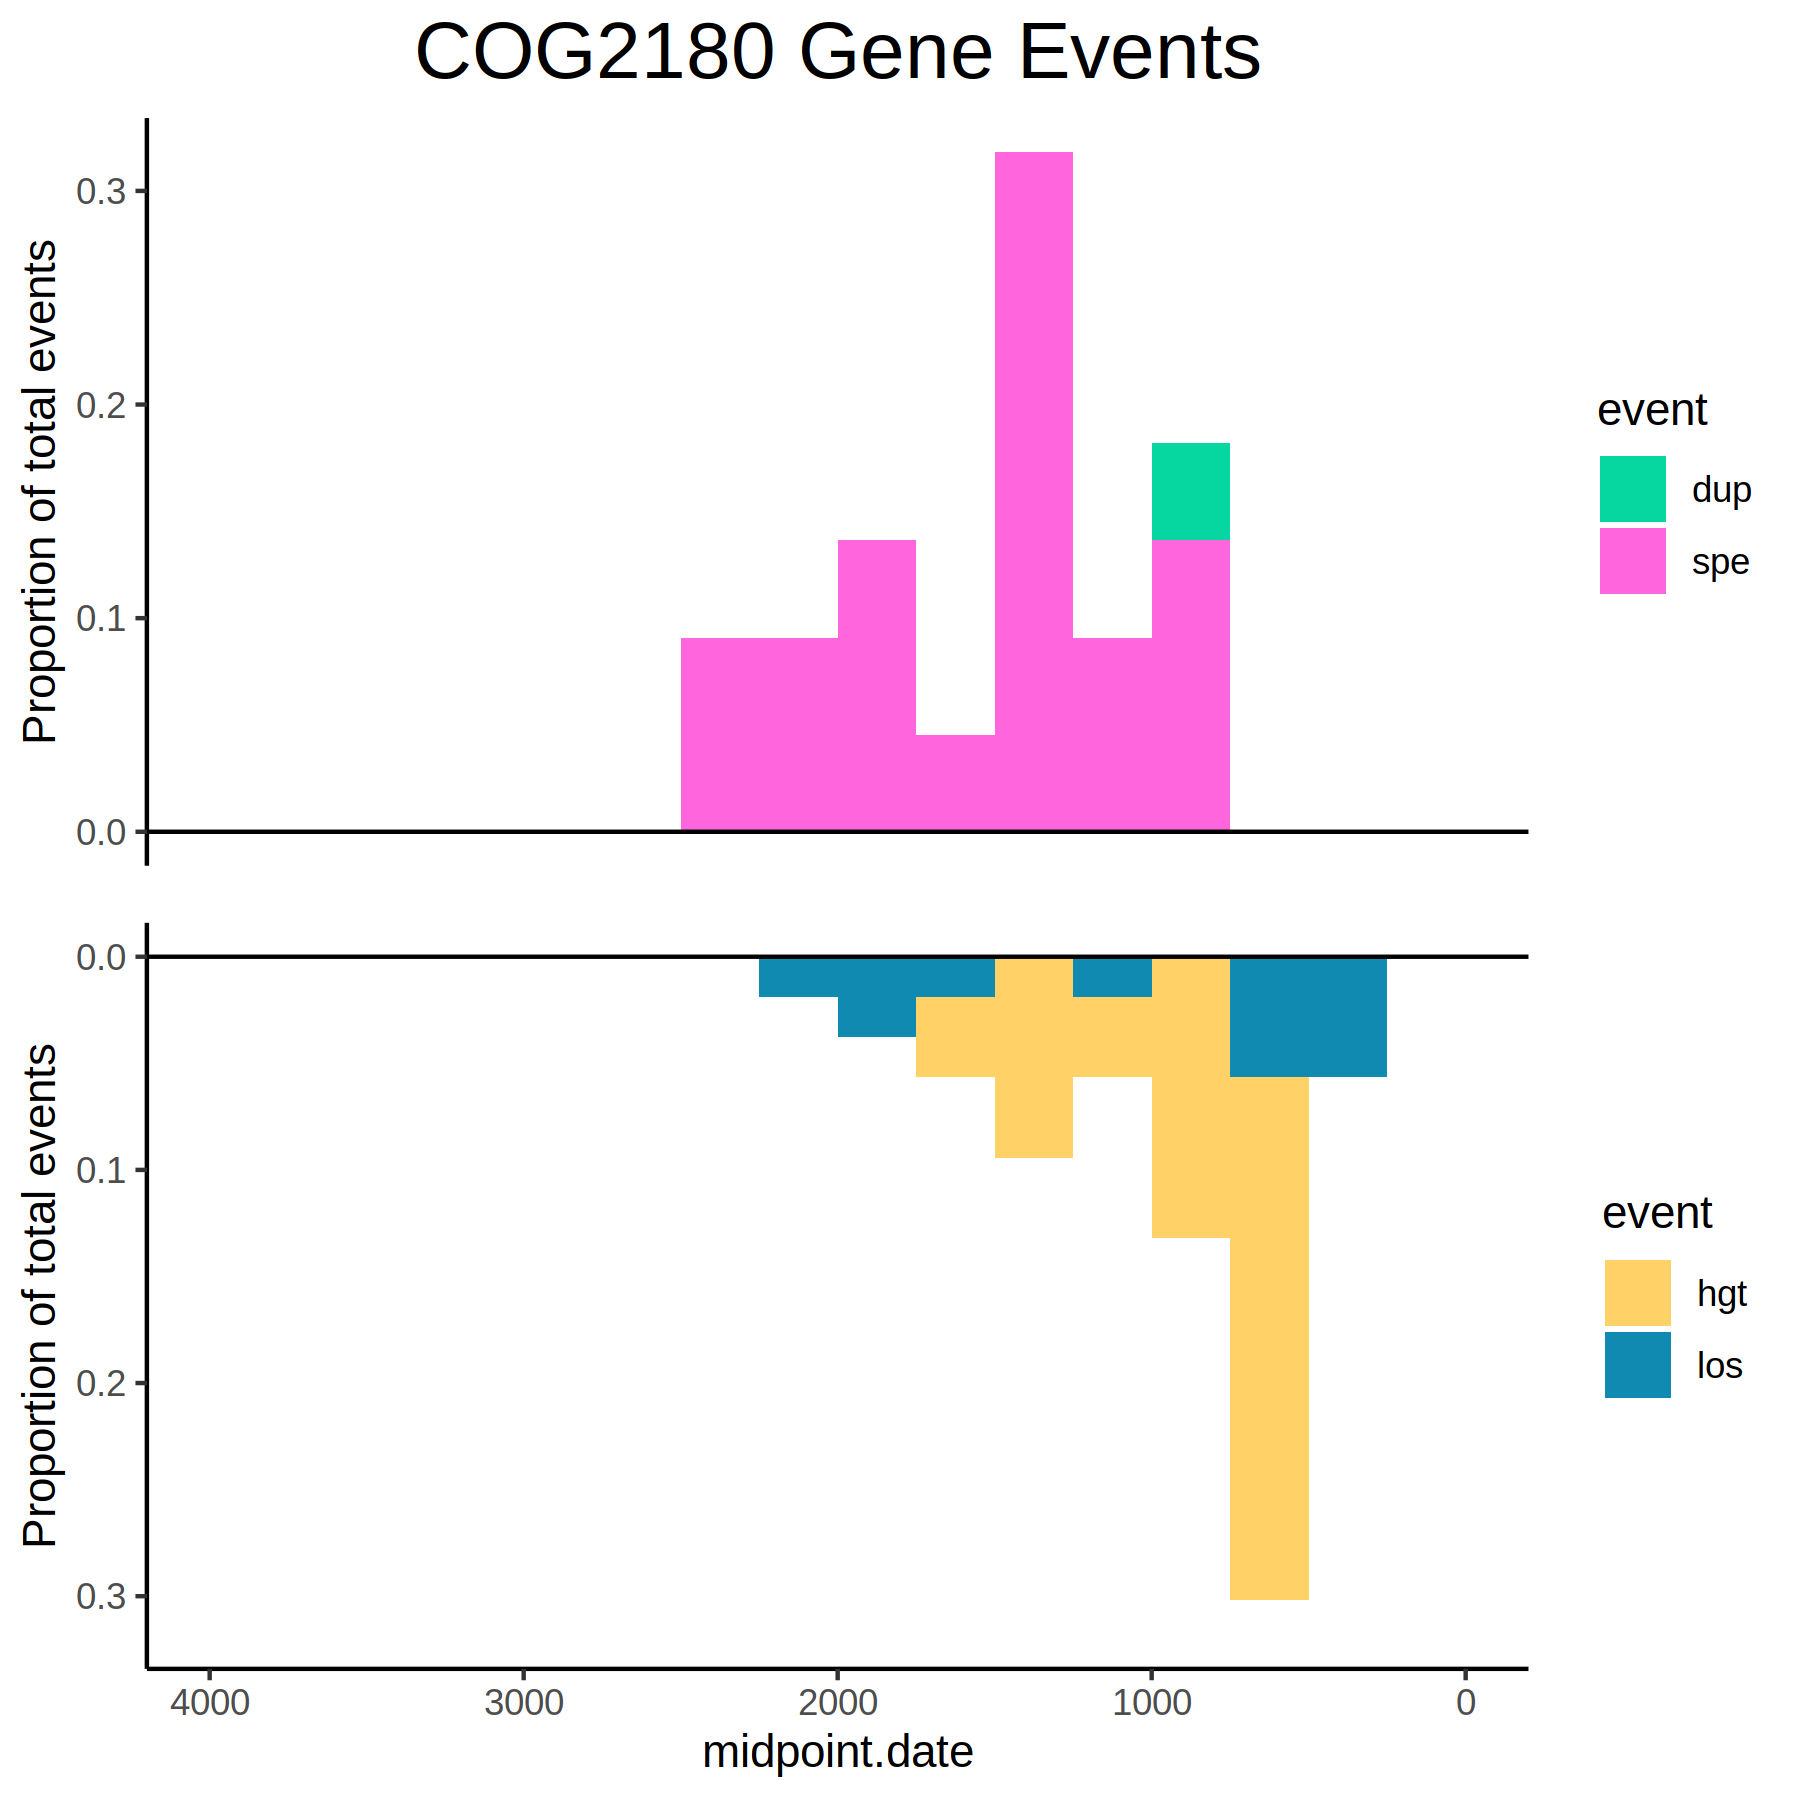 COG2180 Gene Events
Proportion of total events
0.3
0.2
0.1
0.0
event
dup
spe
Proportion of total events
0.0
0.1
0.2
0.3
event
hgt
los
4000 3000 2000 1000 0
midpoint.date